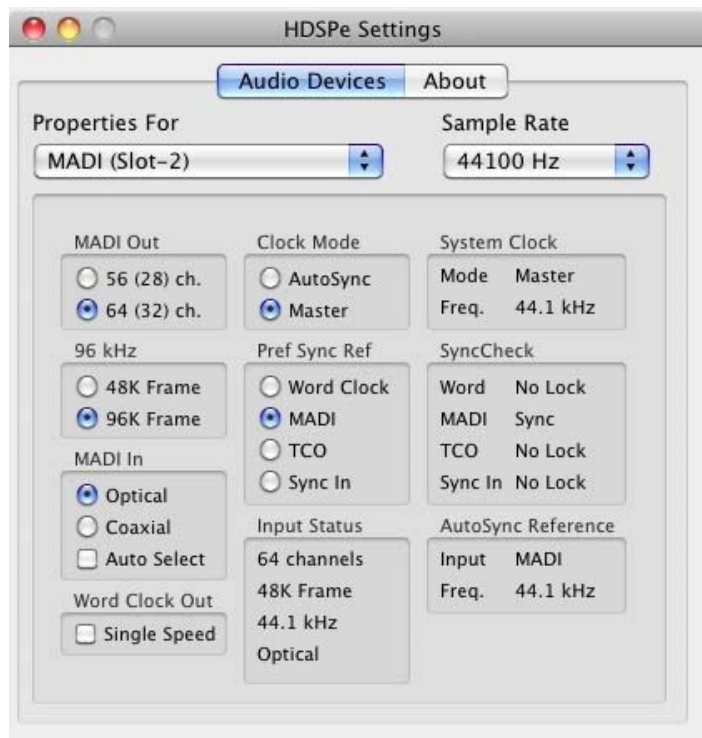 HDSPe Settings
Audio Devices
About
Properties For
MADI (Slot-2)
Sample Rate
44100 Hz
MADI Out
56 (28) ch.
64 (32) ch.
96 kHz
48K Frame
96K Frame
MADI In
Optical
Coaxial
Auto Select
Word Clock Out
Single Speed
Clock Mode
AutoSync
Master
Pref Sync Ref
Word Clock
MADI
TCO
Sync In
Input Status
64 channels
48K Frame
44.1 kHz
Optical
System Clock
Mode Master
Freq. 44.1 kHz
SyncCheck
Word No Lock
MADI Sync
TCO No Lock
Sync In No Lock
AutoSync Reference
Input MADI
Freq. 44.1 kHz